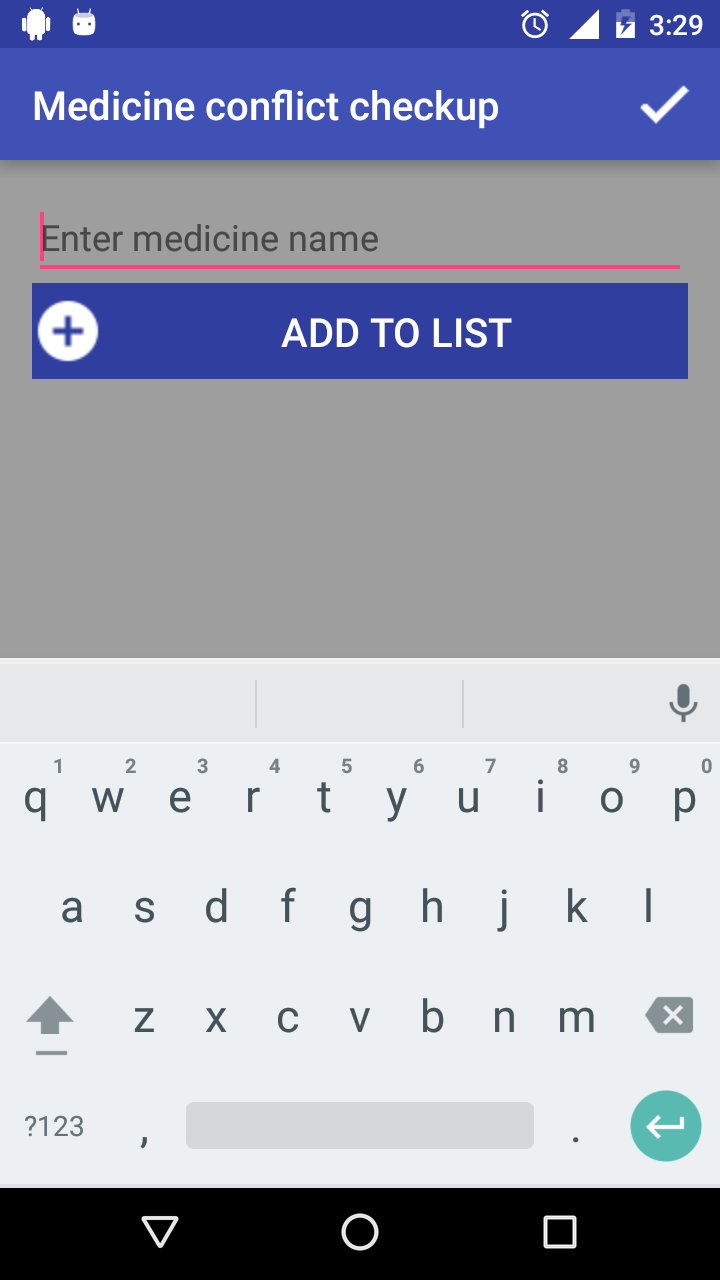 3:29
Medicine conflict checkup
Enter medicine name
ADD TO LIST
1 2 3 4 5 6 7 8 9 0
q w e r t y u i o p
a s d f g h j k l
z x c v b n m
?123 , .